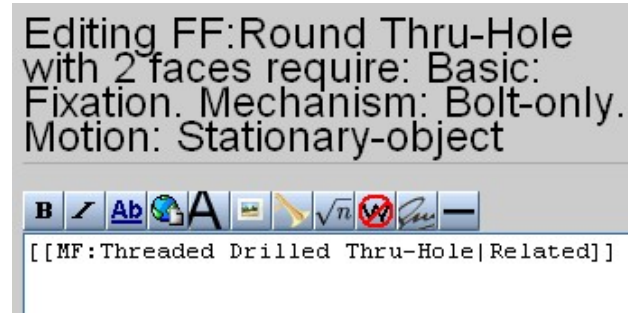 Editing FF:Round Thru-Hole
with 2 faces require: Basic:
Fixation. Mechanism: Bolt-only.
Motion: Stationary-object
B I Ab A √n W
[[MF:Threaded Drilled Thru-Hole|Related]]